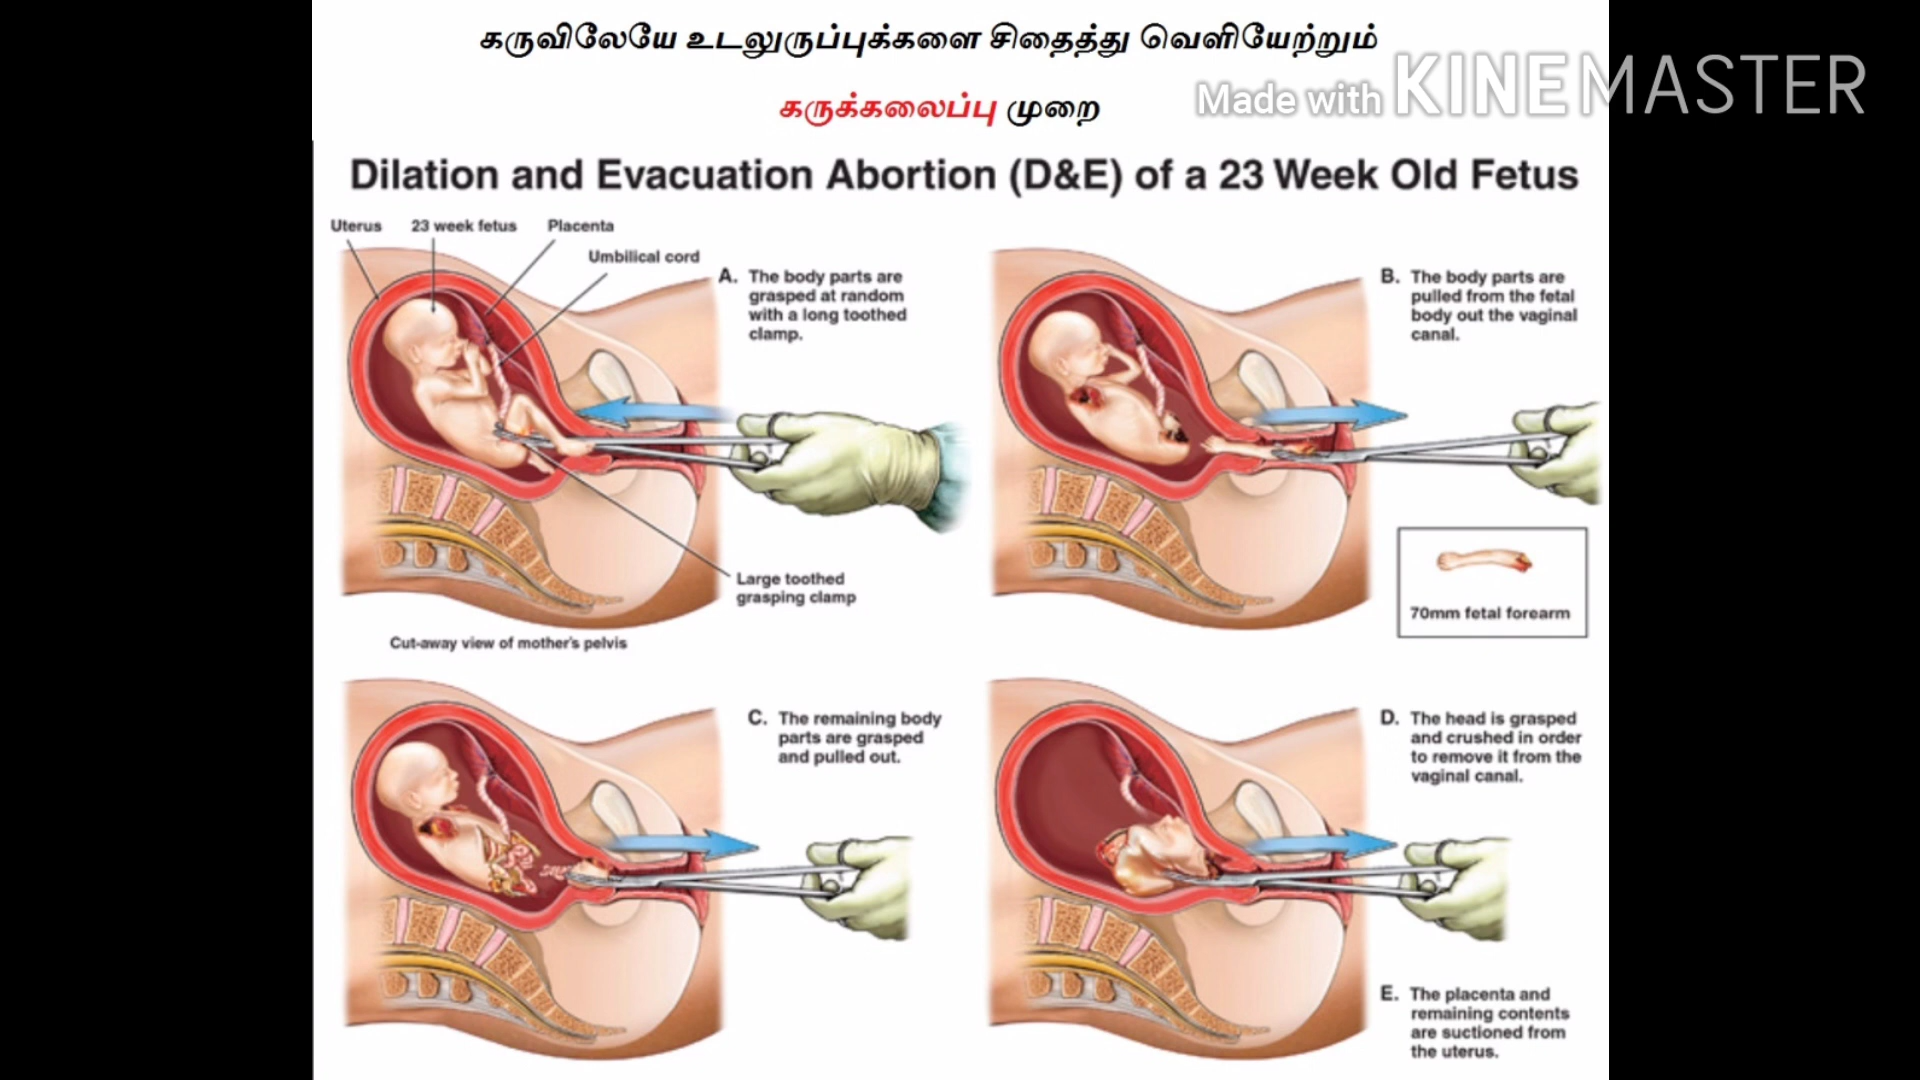 கருவிலேயே உடலுருப்புக்களை சிதைத்து வெளியேற்றும்
கருக்கலைப்பு முறை
Made with KINEMASTER
Dilation and Evacuation Abortion (D&E) of a 23 Week Old Fetus
Uterus
23 week fetus
Placenta
Umbilical cord
A. The body parts are
grasped at random
with a long toothed
clamp.
Large toothed
grasping clamp
Cut-away view of mother's pelvis
B. The body parts are
pulled from the fetal
body out the vaginal
canal.
70mm fetal forearm
C. The remaining body
parts are grasped
and pulled out.
D. The head is grasped
and crushed in order
to remove it from the
vaginal canal.
E. The placenta and
remaining contents
are suctioned from
the uterus.